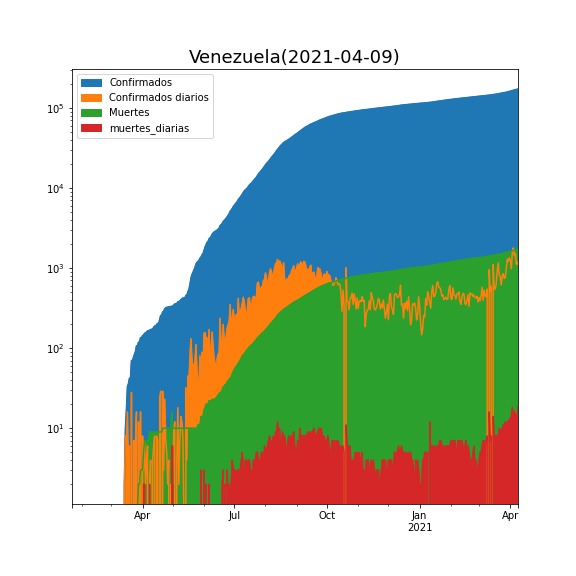 Venezuela(2021-04-09)
Confirmados
Confirmados diarios
Muertes
muertes_diarias
10⁵
10⁴
10³
10²
10¹
Apr Jul Oct Jan Apr
2021